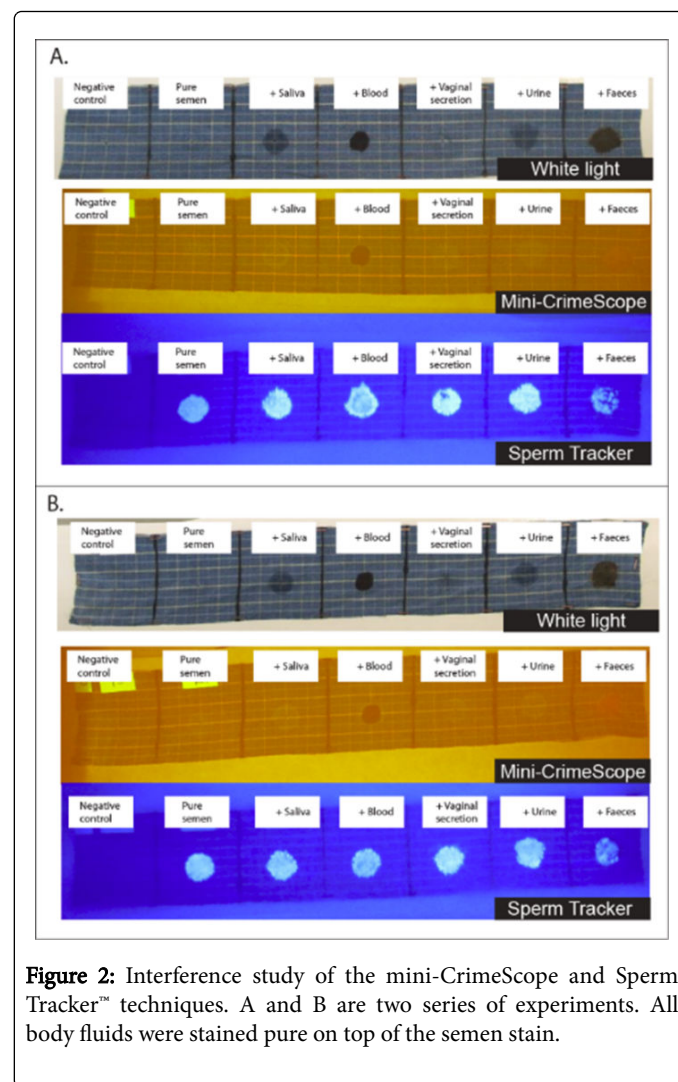 A.
Negative control
Pure semen
+ Saliva
+ Blood
+ Vaginal secretion
+ Urine
+ Faeces
White light
Negative control
Pure semen
+ Saliva
+ Blood
+ Vaginal secretion
+ Urine
+ Faeces
Mini-CrimeScope
Negative control
Pure semen
+ Saliva
+ Blood
+ Vaginal secretion
+ Urine
+ Faeces
Sperm Tracker
B.
Negative control
Pure semen
+ Saliva
+ Blood
+ Vaginal secretion
+ Urine
+ Faeces
White light
Negative control
Pure semen
+ Saliva
+ Blood
+ Vaginal secretion
+ Urine
+ Faeces
Mini-CrimeScope
Negative control
Pure semen
+ Saliva
+ Blood
+ Vaginal secretion
+ Urine
+ Faeces
Sperm Tracker
Figure 2: Interference study of the mini-CrimeScope and Sperm
Tracker™ techniques. A and B are two series of experiments. All
body fluids were stained pure on top of the semen stain.